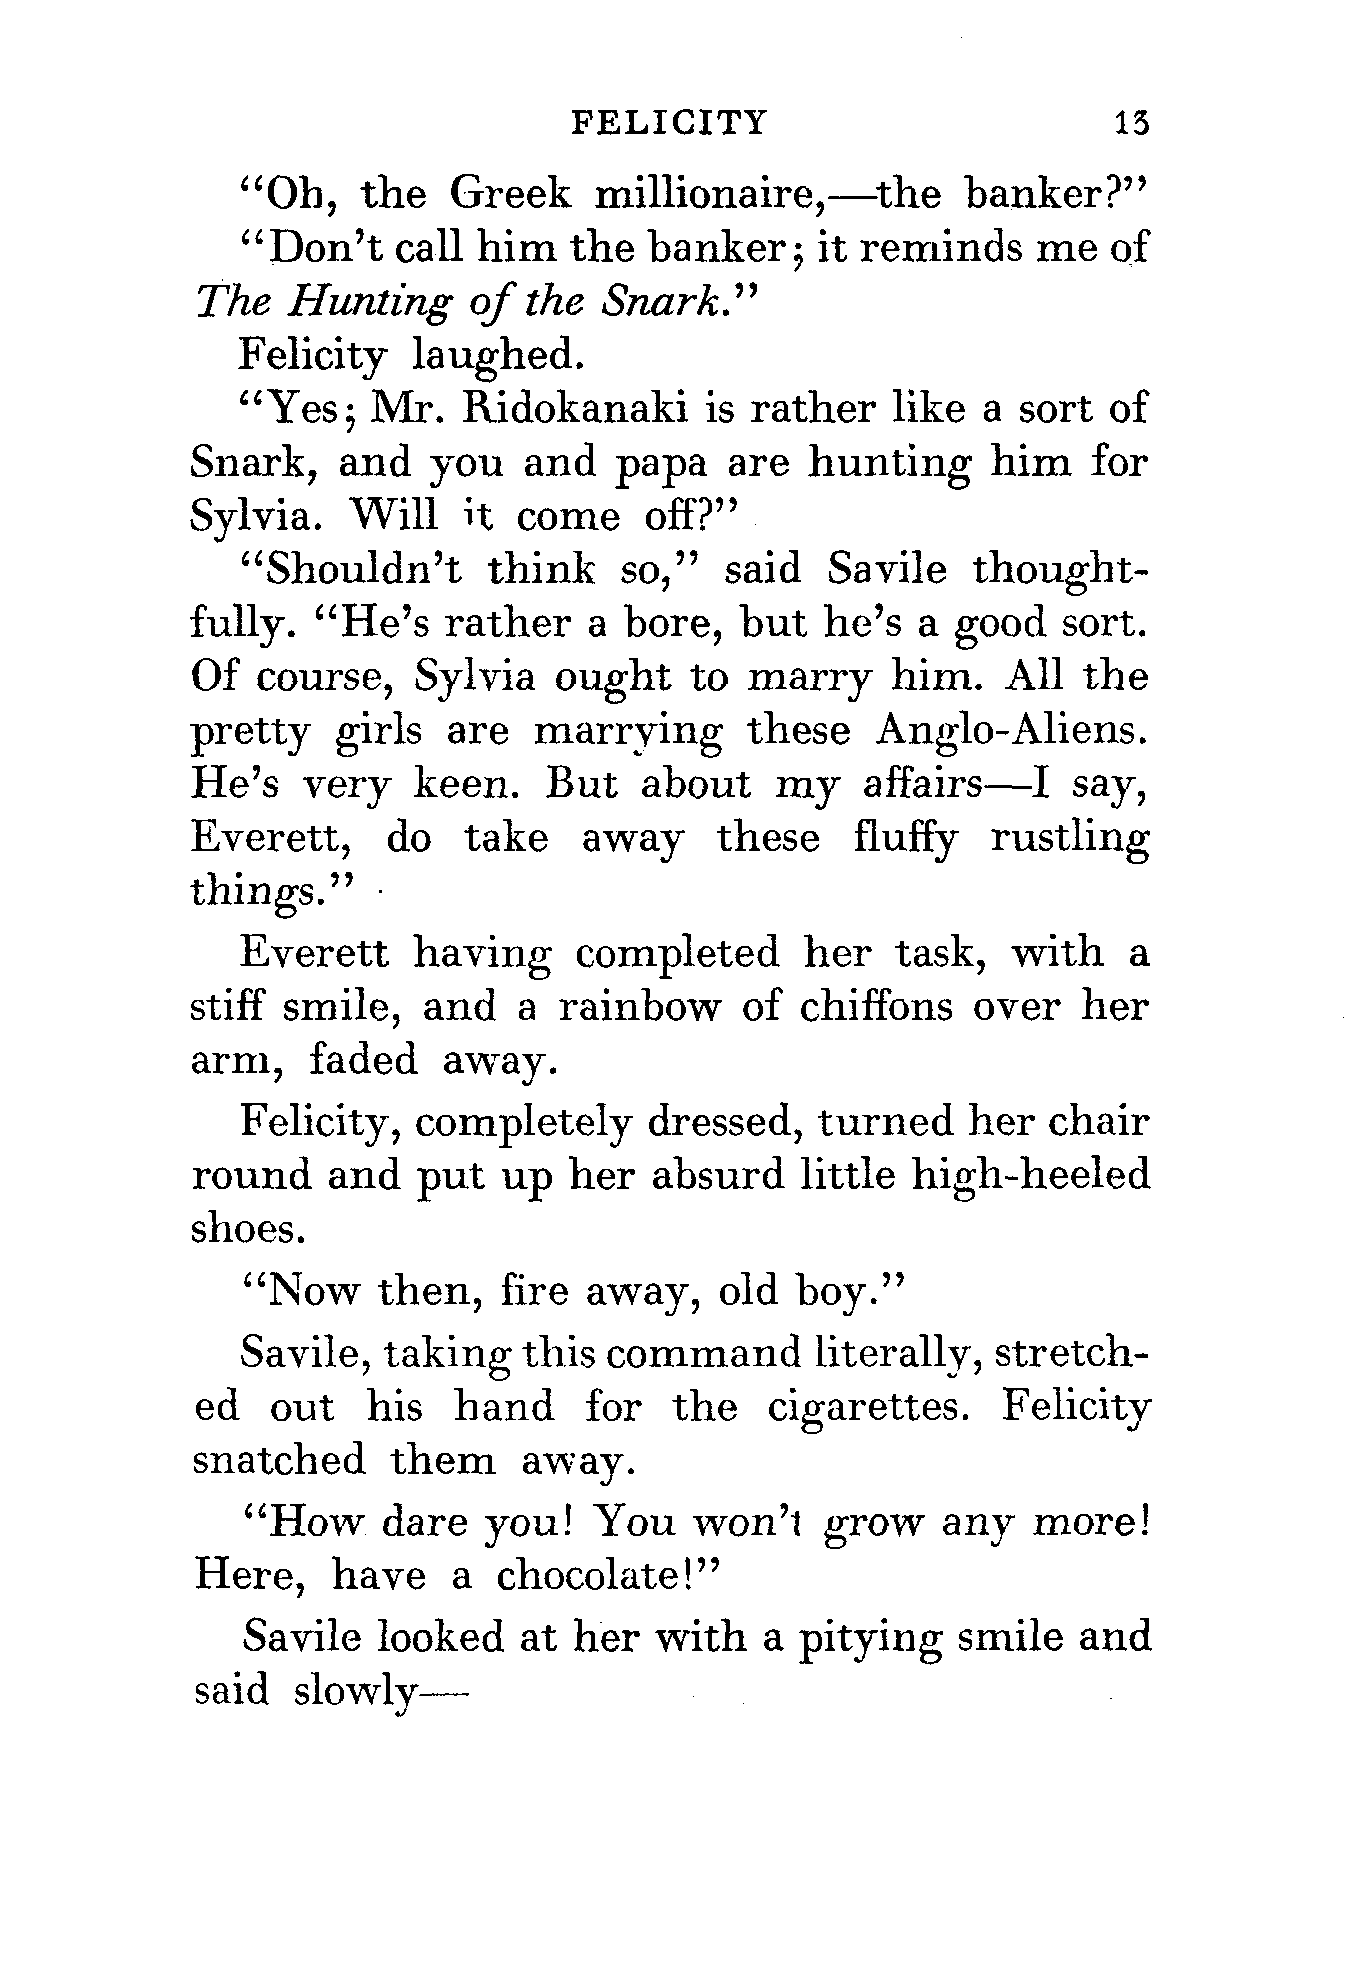 FELICITY 13
"Oh, the Greek millionaire,—the banker?"
"Don't call him the banker; it reminds me of
The Hunting of the Snark."
Felicity laughed.
"Yes; Mr. Ridokanaki is rather like a sort of
Snark, and you and papa are hunting him for
Sylvia. Will it come off?"
"Shouldn't think so," said Savile thought-
fully. "He's rather a bore, but he's a good sort.
Of course, Sylvia ought to marry him. All the
pretty girls are marrying these Anglo-Aliens.
He's very keen. But about my affairs—I say,
Everett, do take away these fluffy rustling
things."
Everett having completed her task, with a
stiff smile, and a rainbow of chiffons over her
arm, faded away.
Felicity, completely dressed, turned her chair
round and put up her absurd little high-heeled
shoes.
"Now then, fire away, old boy."
Savile, taking this command literally, stretch-
ed out his hand for the cigarettes. Felicity
snatched them away.
"How dare you! You won't grow any more!
Here, have a chocolate!"
Savile looked at her with a pitying smile and
said slowly—